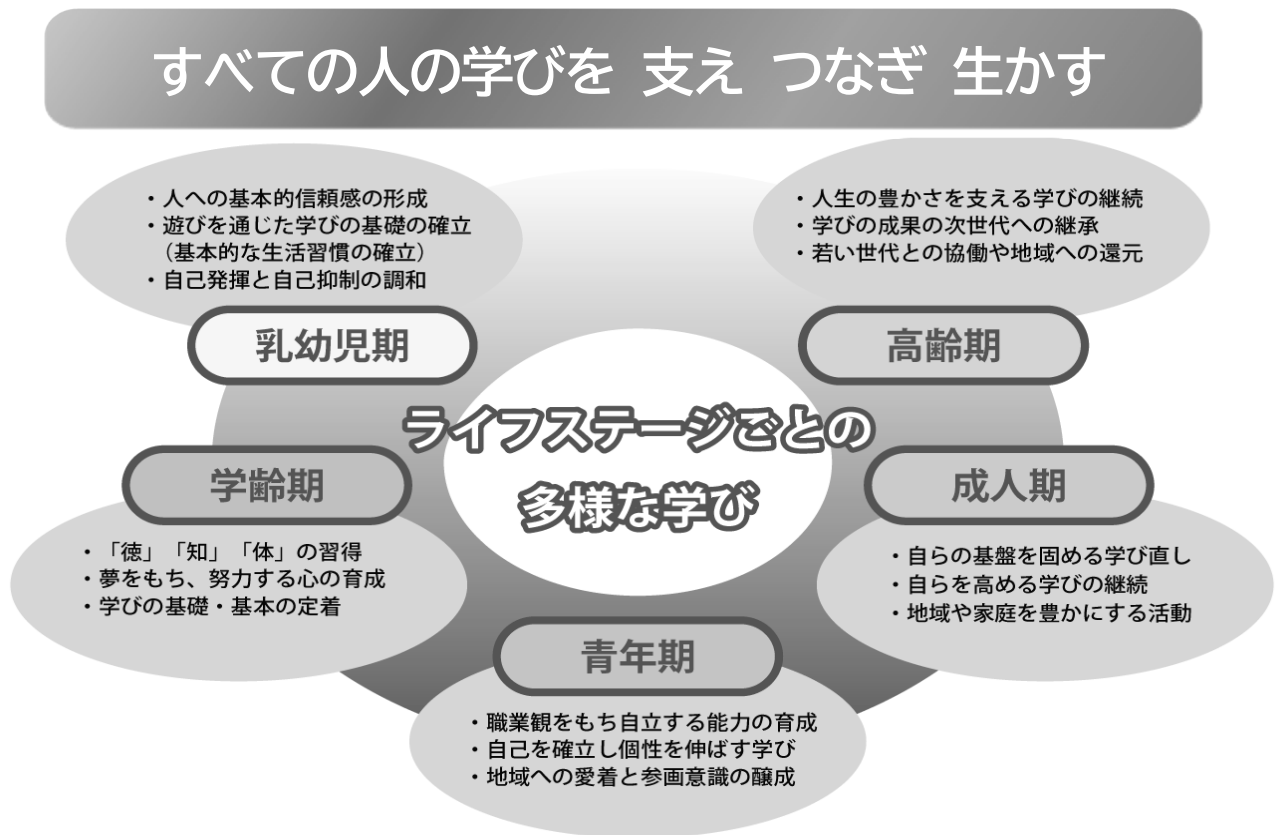 すべての人の学びを 支え つなぎ 生かす
・人への基本的信頼感の形成
・遊びを通じた学びの基礎の確立
（基本的な生活習慣の確立）
・自己発揮と自己抑制の調和
乳幼児期
・人生の豊かさを支える学びの継続
・学びの成果の次世代への継承
・若い世代との協働や地域への還元
高齢期
ライフステージごとの
多様な学び
学齢期
・「徳」「知」「体」の習得
・夢をもち、努力する心の育成
・学びの基礎・基本の定着
成人期
・自らの基盤を固める学び直し
・自らを高める学びの継続
・地域や家庭を豊かにする活動
青年期
・職業観をもち自立する能力の育成
・自己を確立し個性を伸ばす学び
・地域への愛着と参画意識の醸成